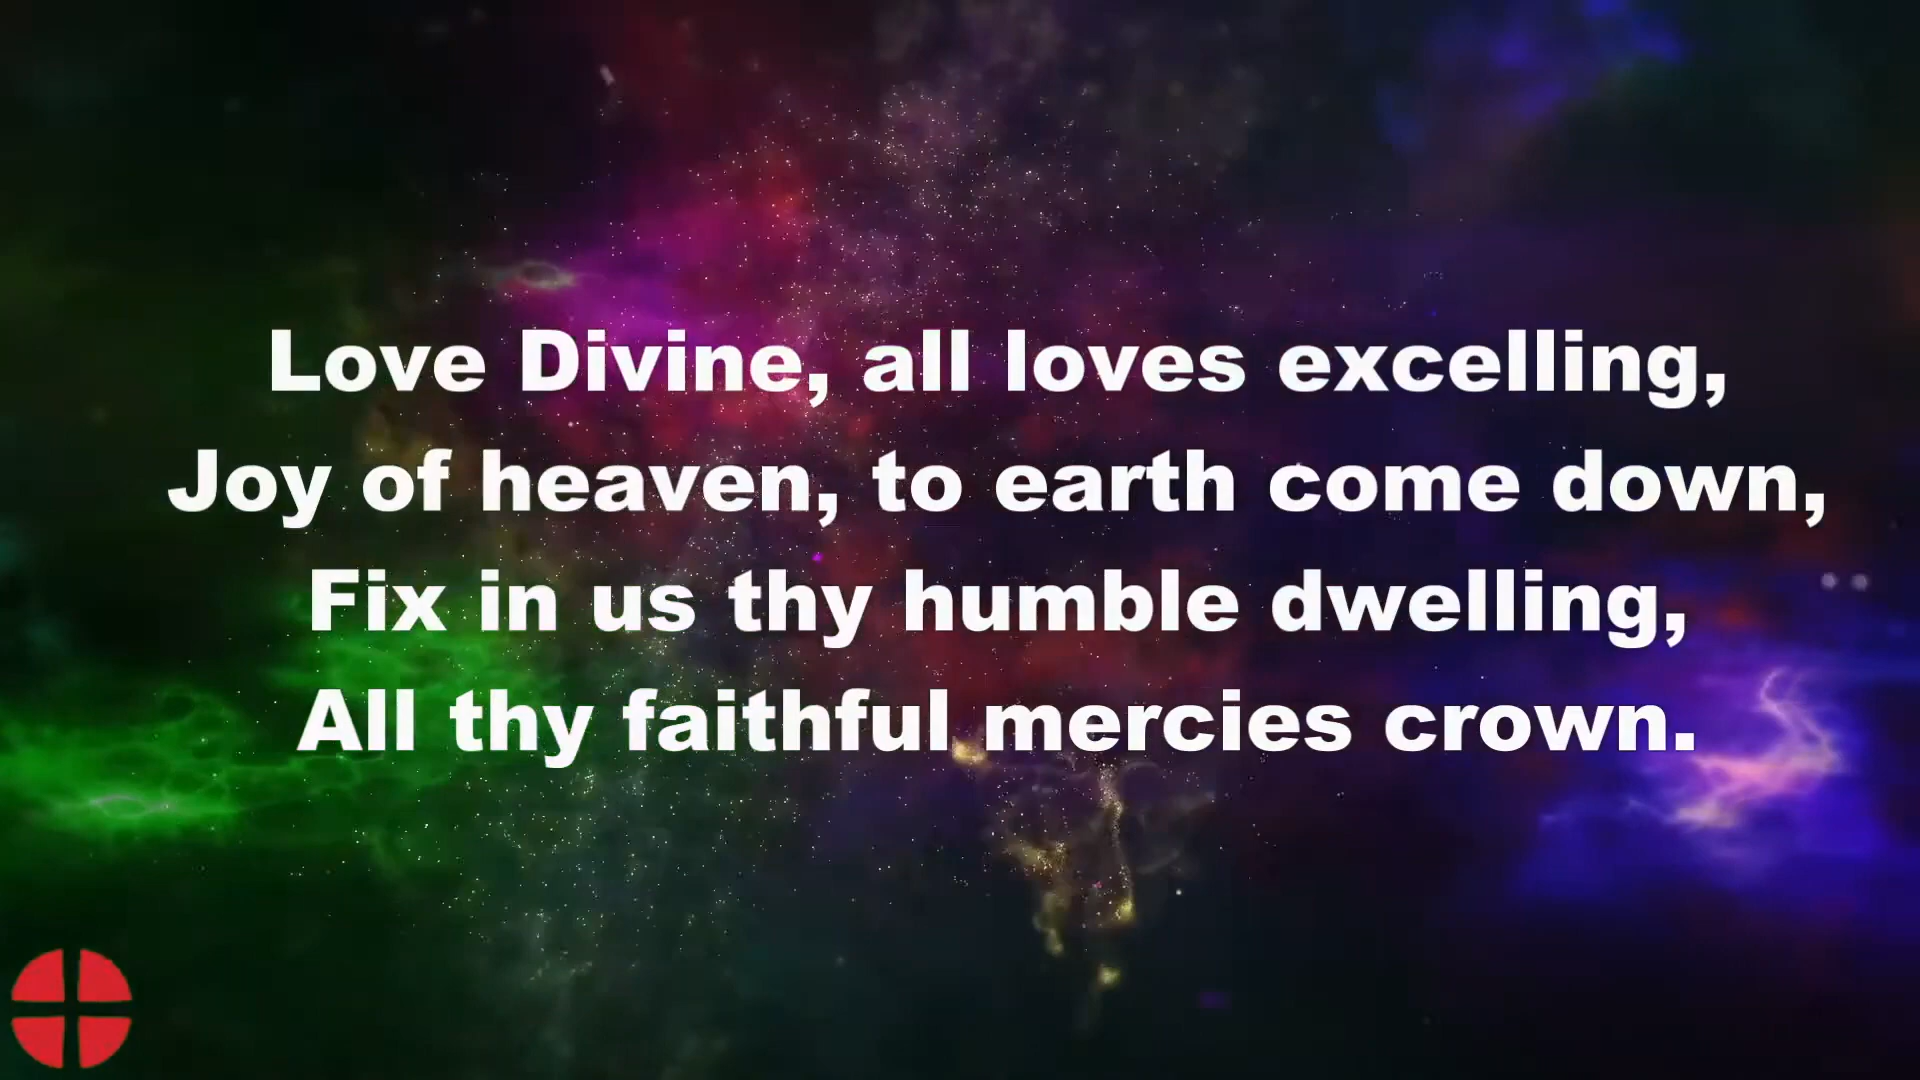 Love Divine, all loves excelling,
Joy of heaven, to earth come down,
Fix in us thy humble dwelling,
All thy faithful mercies crown.